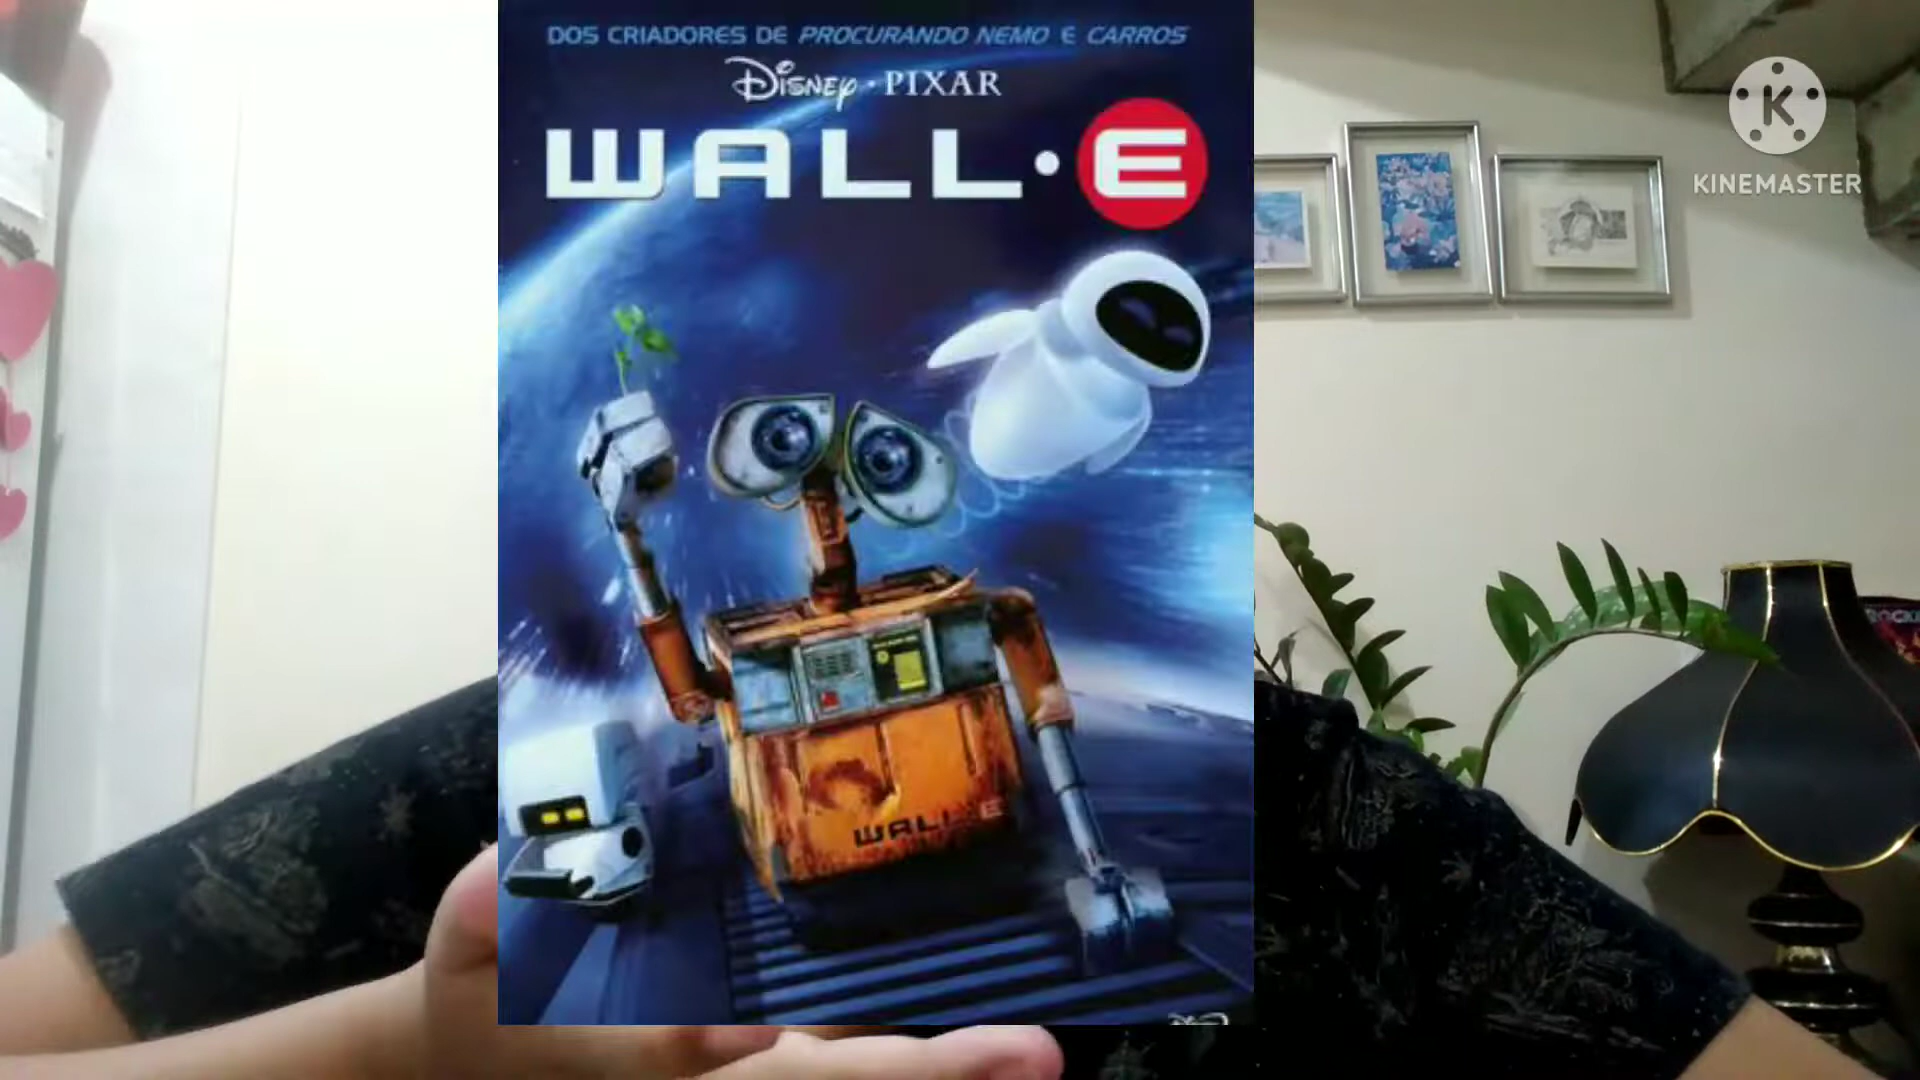 DOS CRIADORES DE PROCURANDO NEMO E CARROS
DISNEY • PIXAR
WALL•E
KINEMASTER
WALL•E